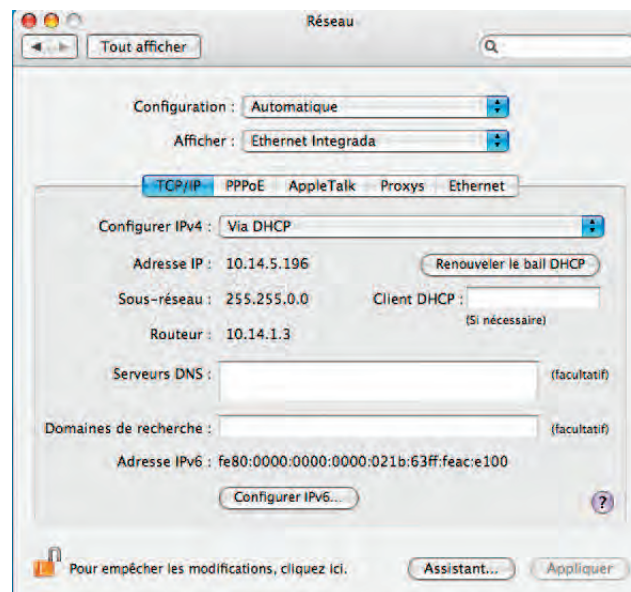 Réseau
Tout afficher
Configuration : Automatique
Afficher : Ethernet Integrada
TCP/IP PPPoE AppleTalk Proxys Ethernet
Configurer IPv4 : Via DHCP
Adresse IP : 10.14.5.196 Renouveler le bail DHCP
Sous-réseau : 255.255.0.0 Client DHCP :
(Si nécessaire)
Routeur : 10.14.1.3
Serveurs DNS : (facultatif)
Domaines de recherche : (facultatif)
Adresse IPv6 : fe80:0000:0000:0000:021b:63ff:feac:e100
Configurer IPv6... ?
Pour empêcher les modifications, cliquez ici. Assistant... Appliquer